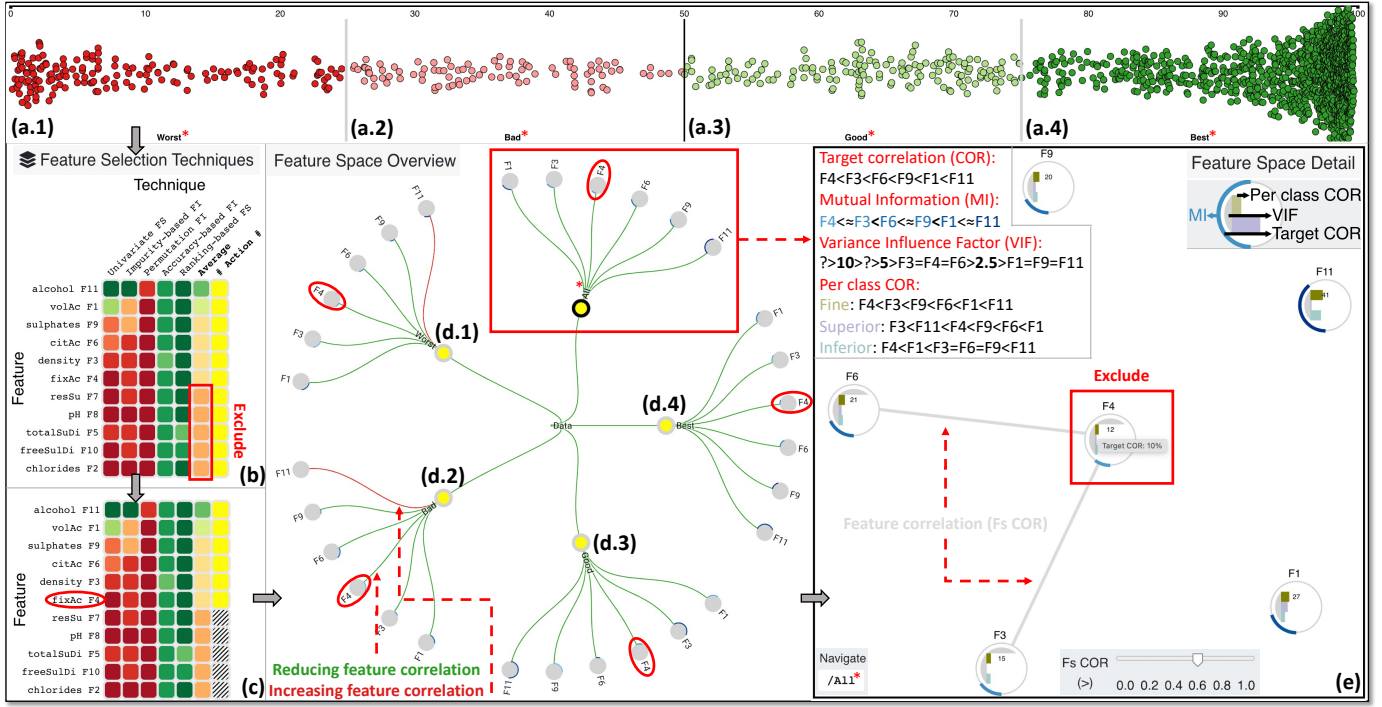 0 10 20 30 40 50 60 70 80 90 100
(a.1) Worst* (a.2) Bad* (a.3) Good* (a.4) Best*
Feature Selection Techniques
Technique
Univariate FS
Impurity-based FI
Permutation FI
Accuracy-based FI
Ranking-based FS
Average
# Action #
Feature
alcohol F11
volAc F1
sulphates F9
citAc F6
density F3
fixAc F4
resSu F7
pH F8
totalSuDi F5
freeSulDi F10
chlorides F2
Exclude
(b)
Feature
alcohol F11
volAc F1
sulphates F9
citAc F6
density F3
fixAc F4
resSu F7
pH F8
totalSuDi F5
freeSulDi F10
chlorides F2
(c)
Feature Space Overview
F1
F3
F4
F6
F9
F11
*
All
F11
F9
F6
F4
F3
F1
Worst
(d.1)
F1
F3
F4
F6
F9
F11
Best
(d.4)
Data
F11
F9
F6
F4
F3
F1
Bad
(d.2)
(d.3)
Good
F11
F9
F6
F4
F3
F1
Reducing feature correlation
Increasing feature correlation
Target correlation (COR):
F4<F3<F6<F9<F1<F11
Mutual Information (MI):
F4<≈F3<F6<≈F9<F1<≈F11
Variance Influence Factor (VIF):
?>10>?>5>F3=F4=F6>2.5>F1=F9=F11
Per class COR:
Fine: F4<F3<F9<F6<F1<F11
Superior: F3<F11<F4<F9<F6<F1
Inferior: F4<F1<F3=F6=F9<F11
F9
20
Feature Space Detail
Per class COR
MI
VIF
Target COR
F11
41
F6
21
Exclude
F4
12
Target COR: 10%
Feature correlation (Fs COR)
F1
27
F3
15
Navigate
/All*
Fs COR
(>)
0.0 0.2 0.4 0.6 0.8 1.0
(e)